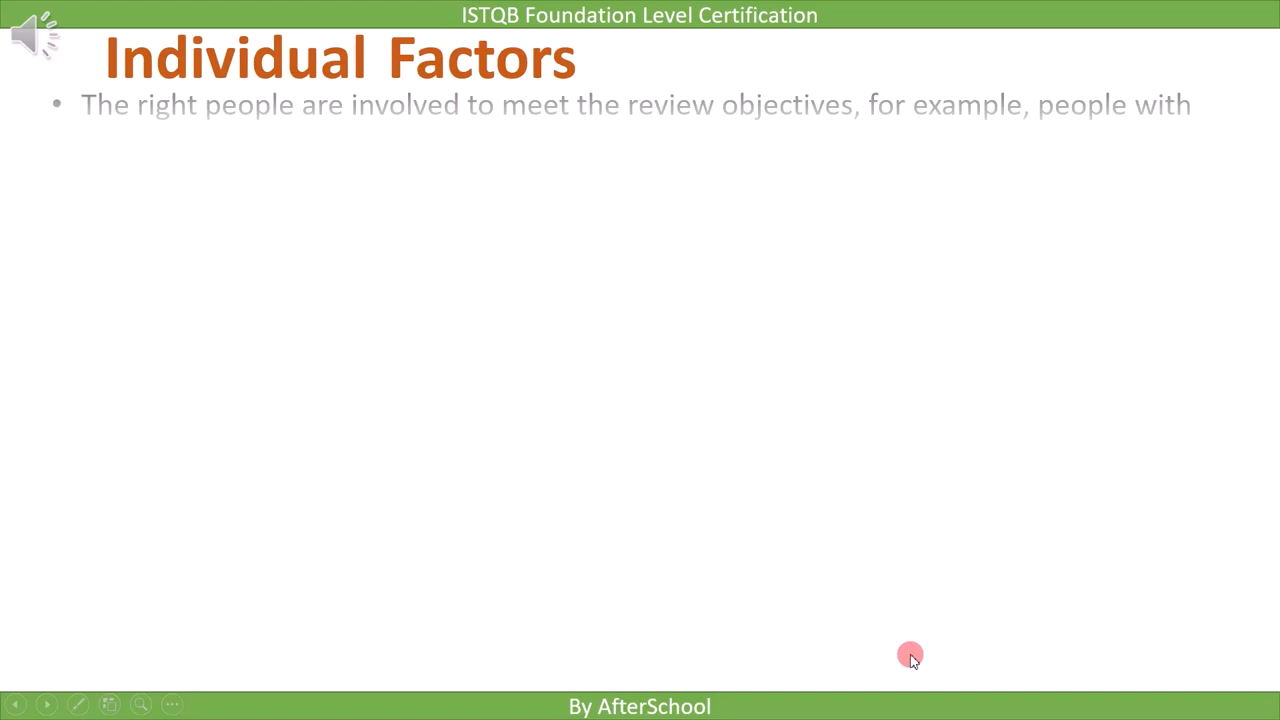 ISTQB Foundation Level Certification
Individual Factors
• The right people are involved to meet the review objectives, for example, people with
By AfterSchool